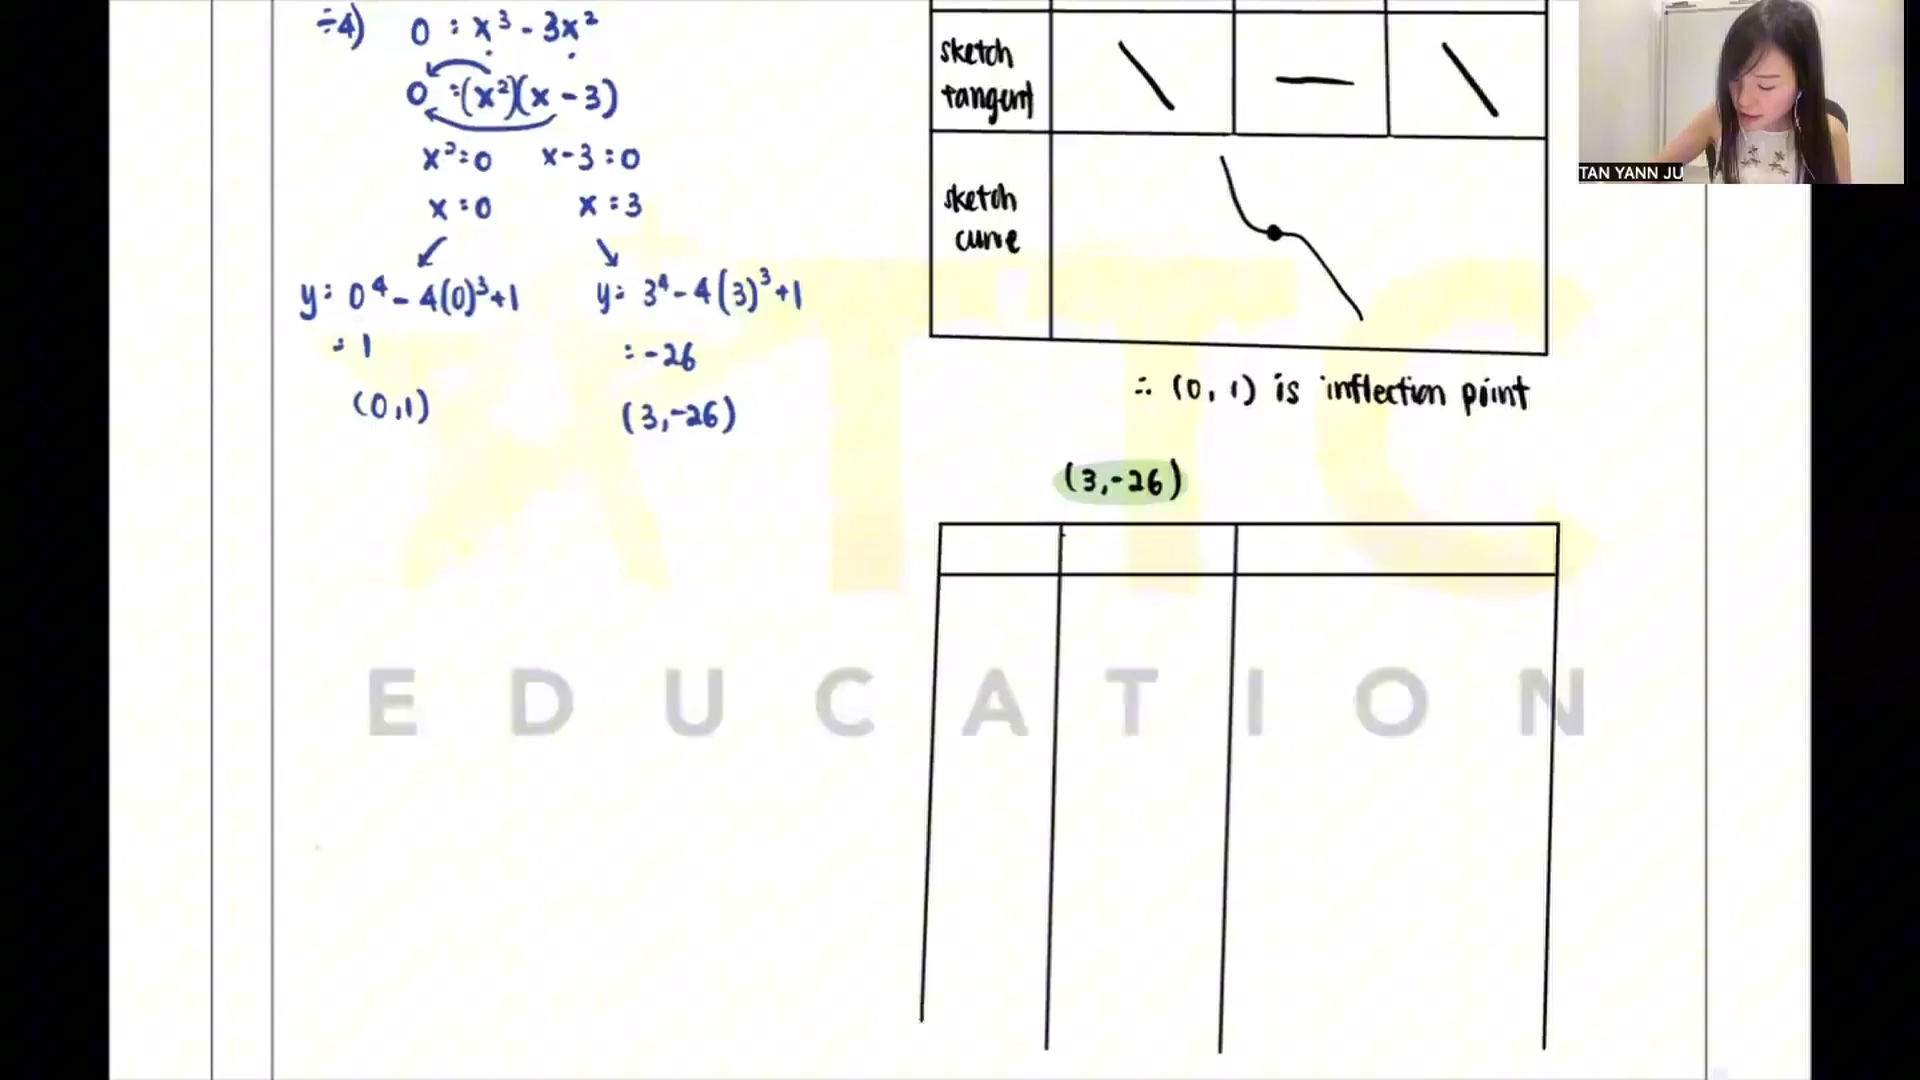 ÷4) 0 = x³ - 3x²
0 = (x²)(x - 3)
x² = 0 x - 3 = 0
x = 0 x = 3
y = 0⁴ - 4(0)³ + 1 y = 3⁴ - 4(3)³ + 1
= 1 = -26
(0,1) (3,-26)
sketch
tangent
sketch
curve
∴ (0, 1) is inflection point
(3,-26)
TAN YANN JU
ATTC
EDUCATION